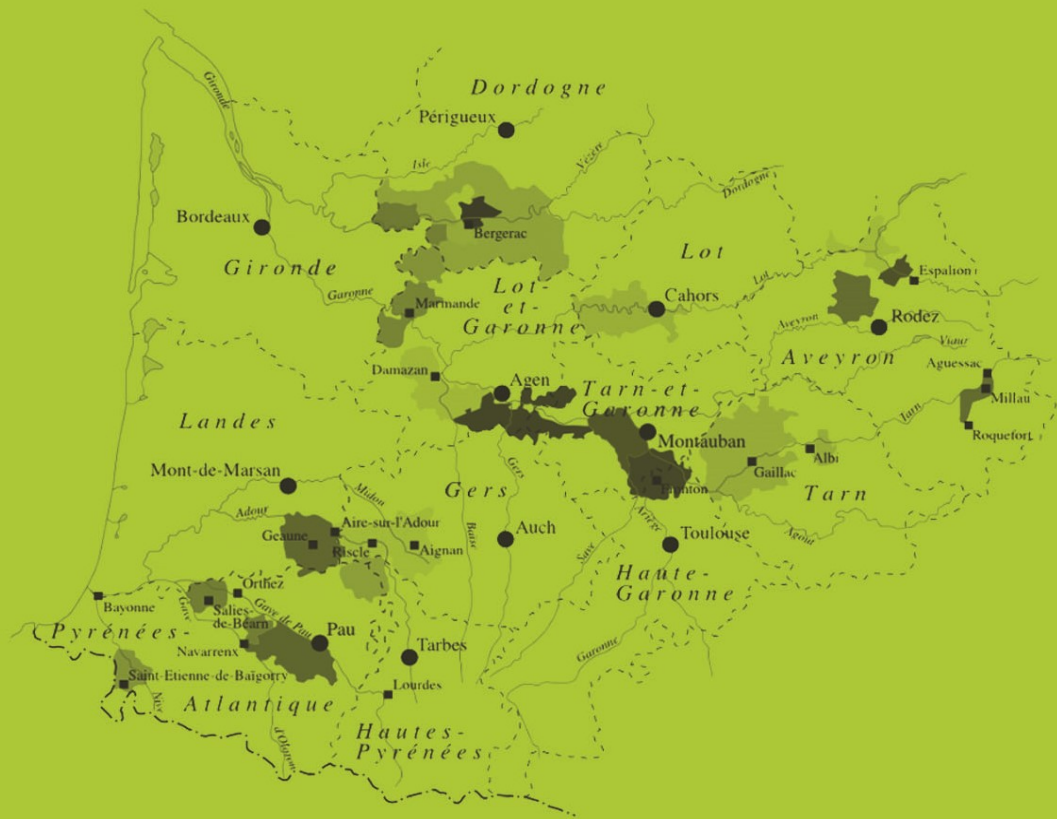 Gironde
Dordogne
Périgueux
Isle
Vézère
Dordogne
Bordeaux
Bergerac
Gironde
Lot
Garonne
Lot-
et-
Garonne
Marmande
Cahors
Lot
Espalion
Aveyron
Rodez
Viaur
Aveyron
Aguessac
Millau
Tarn
Roquefort
Damazan
Agen
Tarn-et-
Garonne
Landes
Montauban
Gaillac
Albi
Tarn
Mont-de-Marsan
Midou
Gers
Gers
Adour
Aire-sur-l'Adour
Geaune
Riscle
Aignan
Baïse
Auch
Save
Ariège
Toulouse
Agout
Haute-
Garonne
Orthez
Bayonne
Gave
Salies-
de-Béarn
Gave de Pau
Pyrénées-
Pau
Navarrenx
Tarbes
Garonne
Saint-Etienne-de-Baïgorry
Lourdes
Atlantique
Nive
d'Oloron
Hautes-
Pyrénées